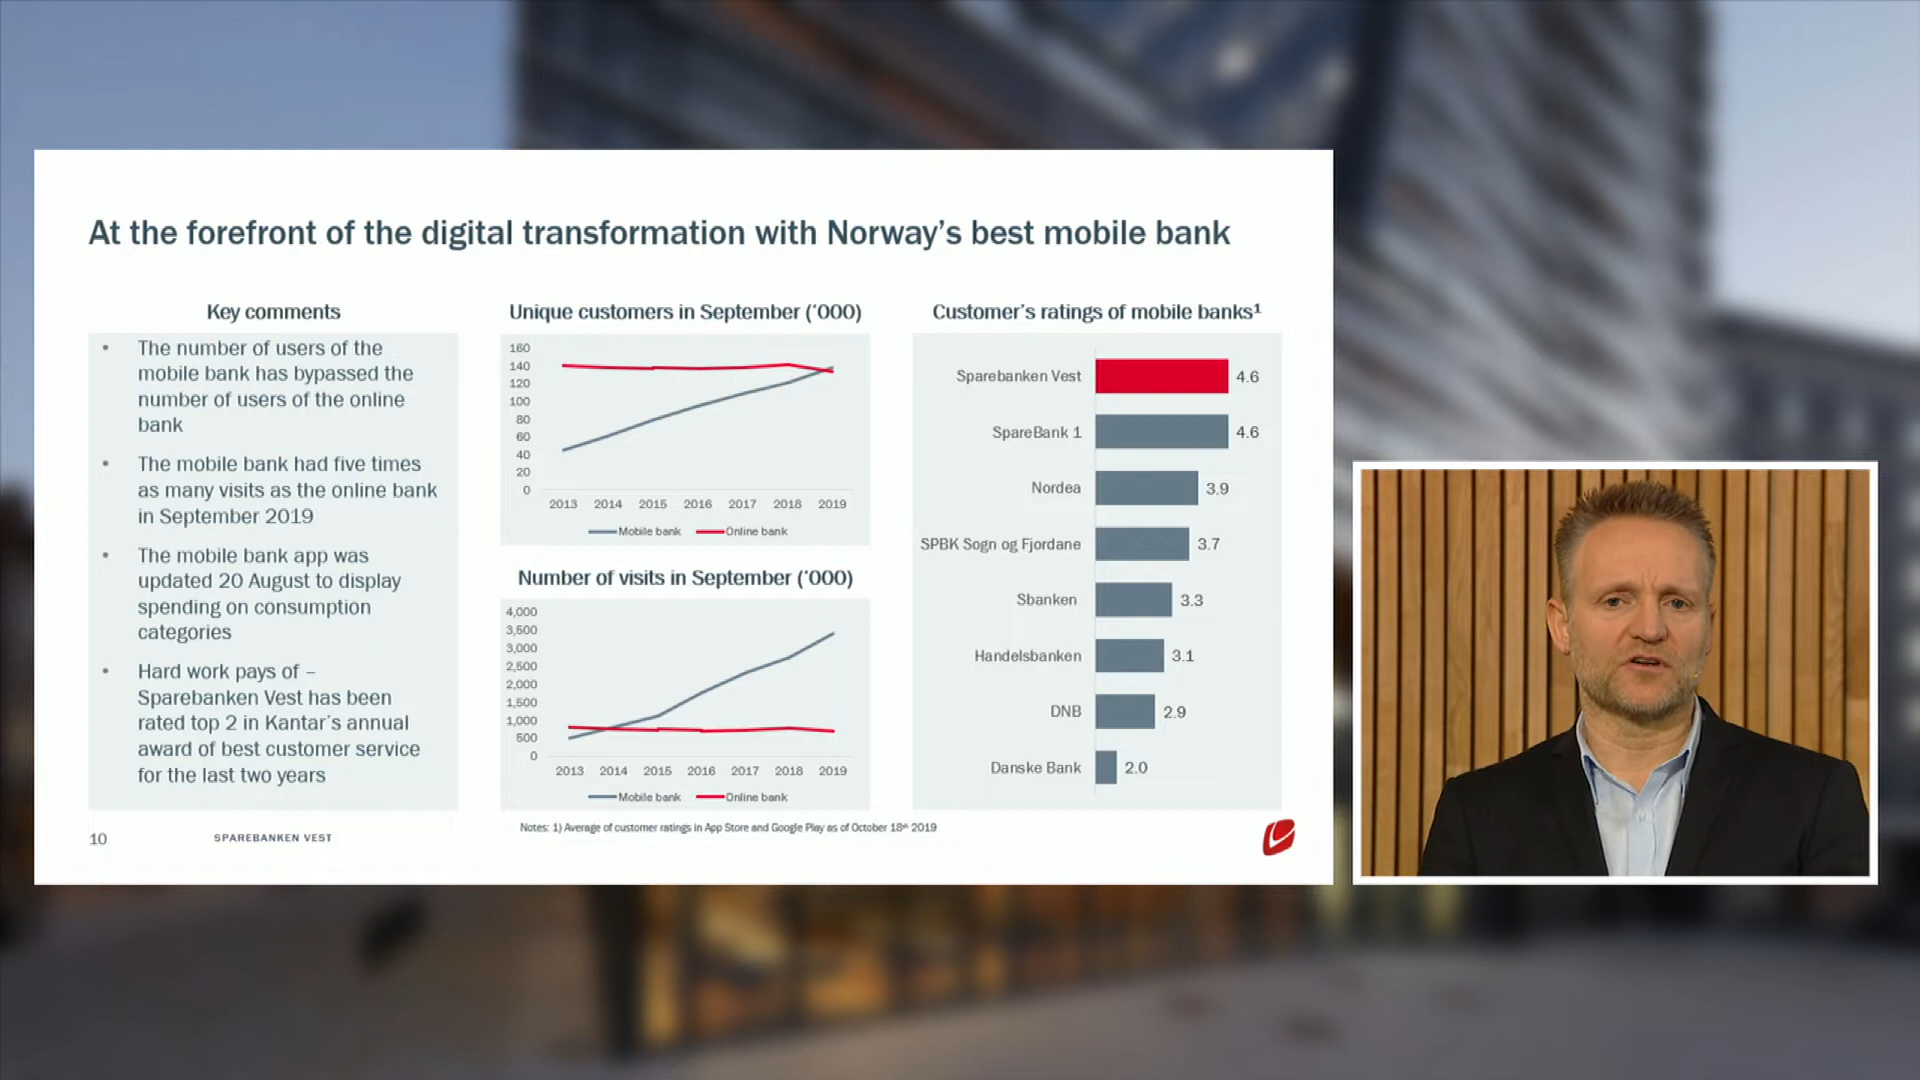 At the forefront of the digital transformation with Norway's best mobile bank
Key comments
• The number of users of the
mobile bank has bypassed the
number of users of the online
bank
• The mobile bank had five times
as many visits as the online bank
in September 2019
• The mobile bank app was
updated 20 August to display
spending on consumption
categories
• Hard work pays of –
Sparebanken Vest has been
rated top 2 in Kantar's annual
award of best customer service
for the last two years
Unique customers in September ('000)
160
140
120
100
80
60
40
20
0
2013 2014 2015 2016 2017 2018 2019
Mobile bank Online bank
Number of visits in September ('000)
4,000
3,500
3,000
2,500
2,000
1,500
1,000
500
0
2013 2014 2015 2016 2017 2018 2019
Mobile bank Online bank
Customer's ratings of mobile banks¹
Sparebanken Vest 4.6
SpareBank 1 4.6
Nordea 3.9
SPBK Sogn og Fjordane 3.7
Sbanken 3.3
Handelsbanken 3.1
DNB 2.9
Danske Bank 2.0
Notes: 1) Average of customer ratings in App Store and Google Play as of October 18th 2019
10 SPAREBANKEN VEST